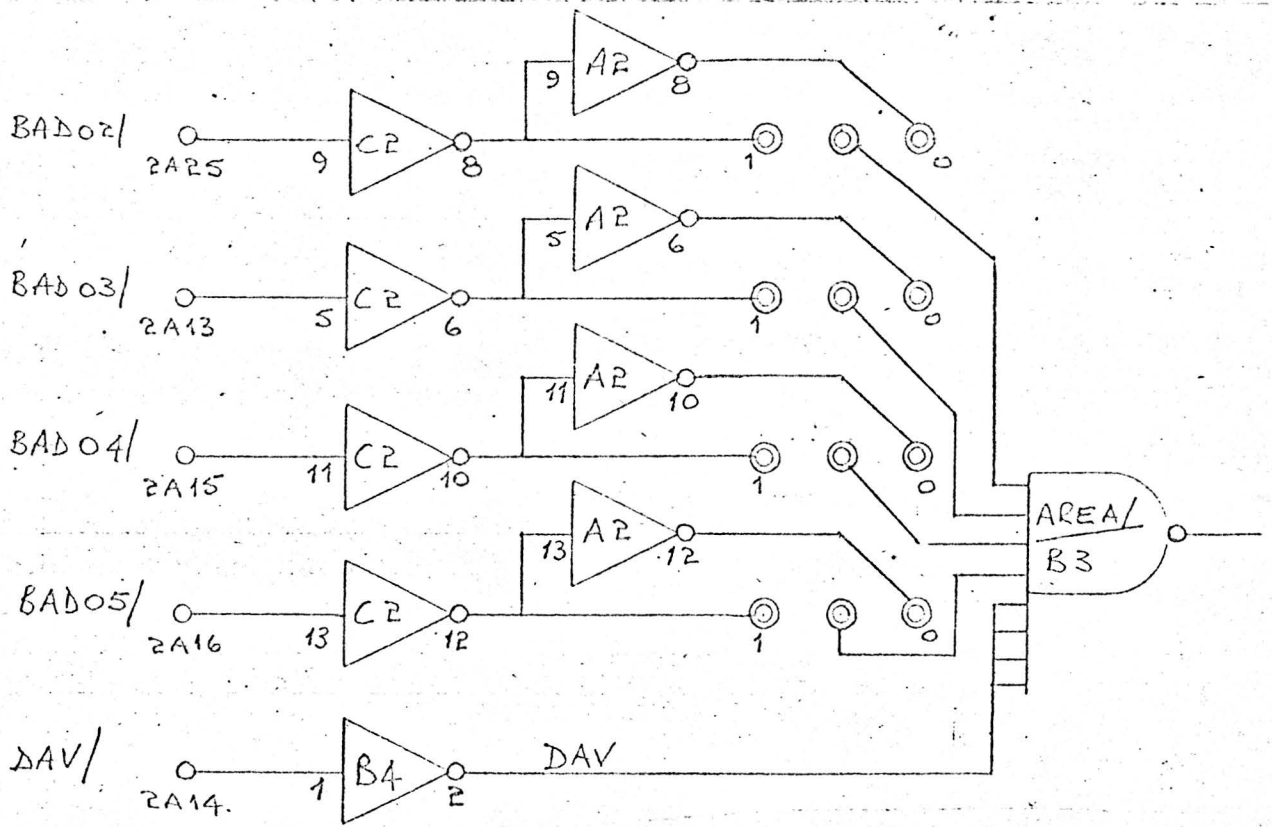 A2
9 8
BAD02/
2A25 9 C2 8 1 0
A2
5 6
BAD03/
2A13 5 C2 6 1 0
A2
11 10
BAD04/
2A15 11 C2 10 1 0
AREA/
B3
A2
13 12
BAD05/
2A16 13 C2 12 1 0
DAV/
2A14. 1 B4 2 DAV